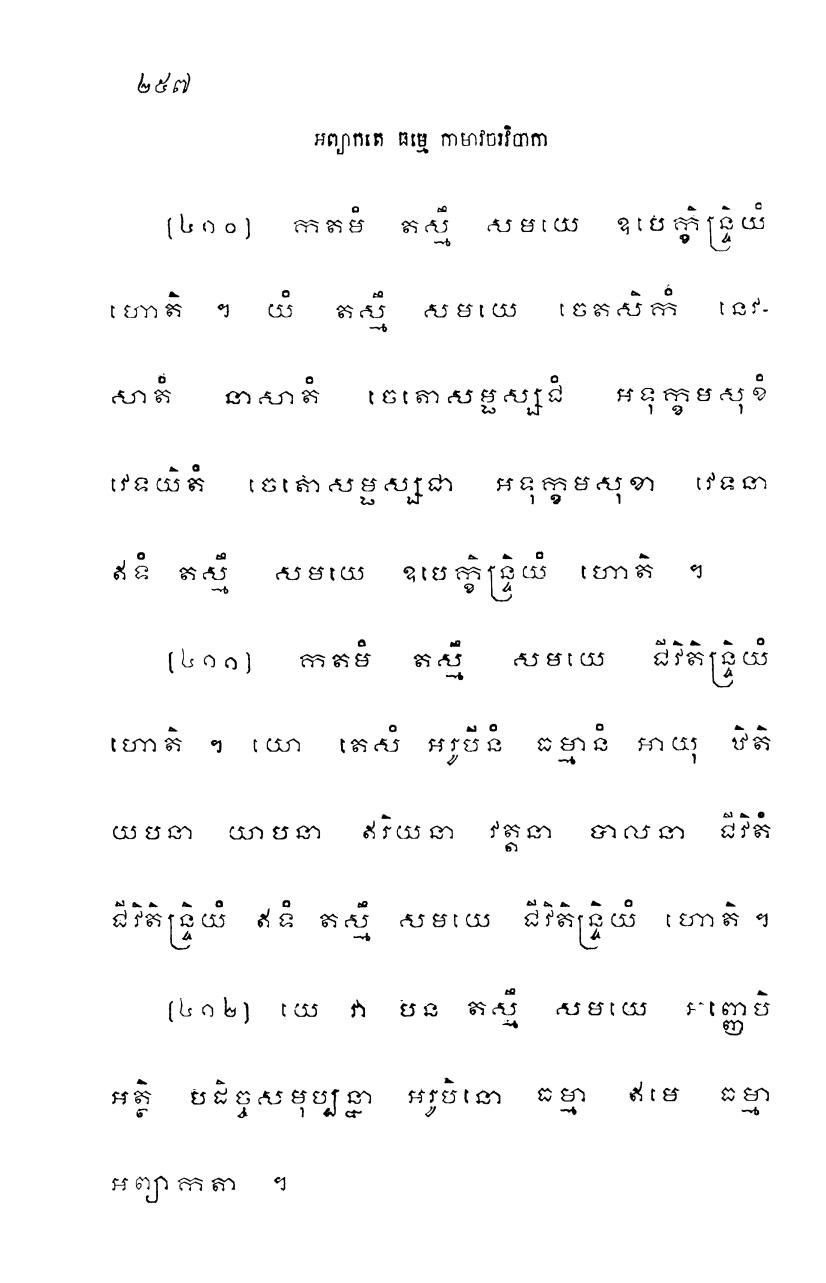 ២៥៧
អព្យាកតេ ធម្មេ កាមាវចរវិបាកា
(៤១០) កតមំ តស្មឹ សមយេ ឧបេក្ខិន្ទ្រិយំ
ហោតិ ។ យំ តស្មឹ សមយេ ចេតសិកំ នេវ-
សាតំ នាសាតំ ចេតោសម្ផស្សជំ អទុក្ខមសុខំ
វេទយិតំ ចេតោសម្ផស្សជា អទុក្ខមសុខា វេទនា
ឥទំ តស្មឹ សមយេ ឧបេក្ខិន្ទ្រិយំ ហោតិ ។
(៤១១) កតមំ តស្មឹ សមយេ ជីវិតិន្ទ្រិយំ
ហោតិ ។ យោ តេសំ អរូបីនំ ធម្មានំ អាយុ ឋិតិ
យបនា យាបនា ឥរិយនា វត្តនា បាលនា ជីវិតំ
ជីវិតិន្ទ្រិយំ ឥទំ តស្មឹ សមយេ ជីវិតិន្ទ្រិយំ ហោតិ ។
(៤១២) យេ វា បន តស្មឹ សមយេ អញ្ញេបិ
អត្ថិ បដិច្ចសមុប្បន្នា អរូបិនោ ធម្មា ឥមេ ធម្មា
អព្យាកតា ។